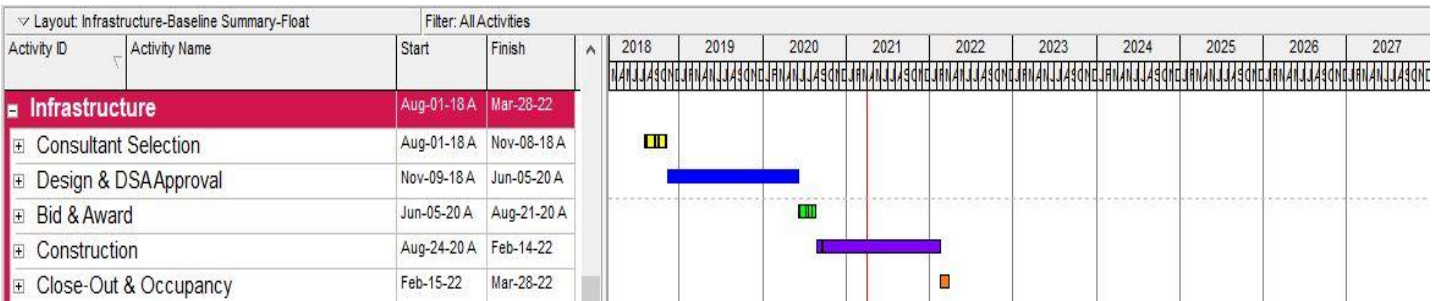 Layout: Infrastructure-Baseline Summary-Float Filter: All Activities
Activity ID Activity Name Start Finish 2018 2019 2020 2021 2022 2023 2024 2025 2026 2027
Infrastructure Aug-01-18 A Mar-28-22
Consultant Selection Aug-01-18 A Nov-08-18 A
Design & DSA Approval Nov-09-18 A Jun-05-20 A
Bid & Award Jun-05-20 A Aug-21-20 A
Construction Aug-24-20 A Feb-14-22
Close-Out & Occupancy Feb-15-22 Mar-28-22